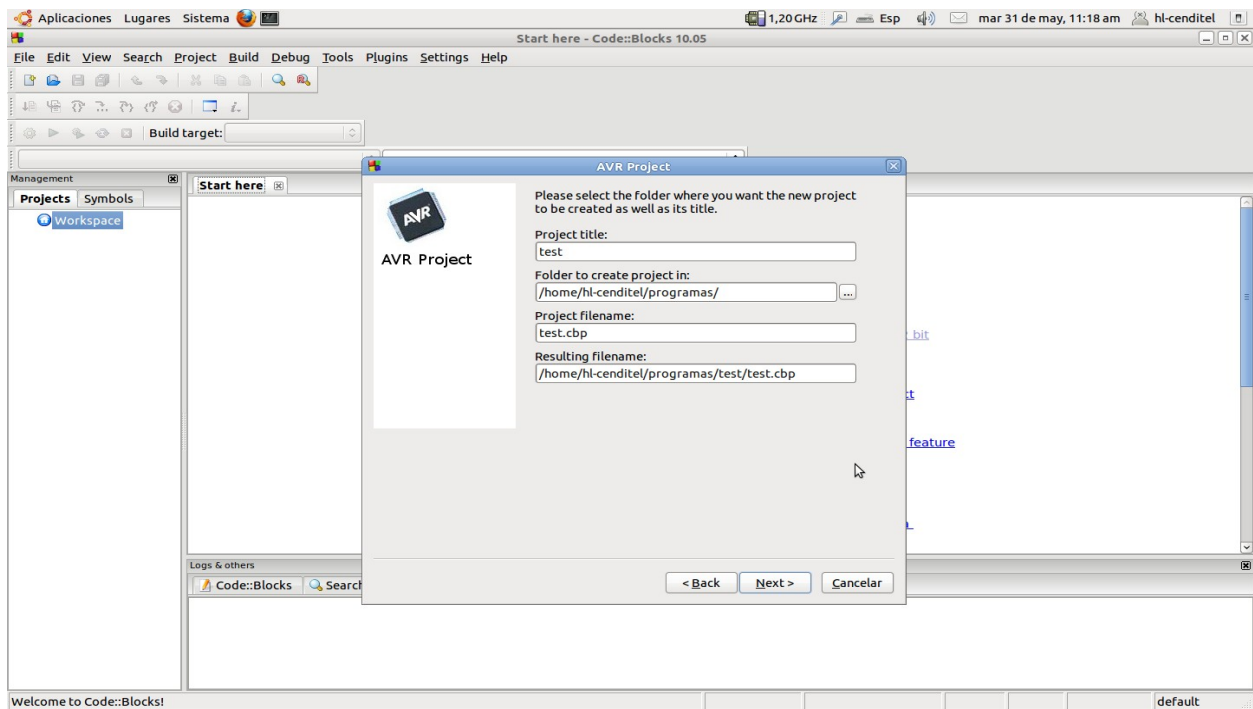 Aplicaciones Lugares Sistema 1,20 GHz Esp mar 31 de may, 11:18 am hl-cenditel
Start here - Code::Blocks 10.05
File Edit View Search Project Build Debug Tools Plugins Settings Help
Build target:
Management
Projects Symbols
Workspace
Start here
AVR Project
AVR
AVR Project
Please select the folder where you want the new project
to be created as well as its title.
Project title:
test
Folder to create project in:
/home/hl-cenditel/programas/
...
Project filename:
test.cbp
Resulting filename:
/home/hl-cenditel/programas/test/test.cbp
bit
feature
< Back Next > Cancelar
Logs & others
Code::Blocks Search
Welcome to Code::Blocks! default